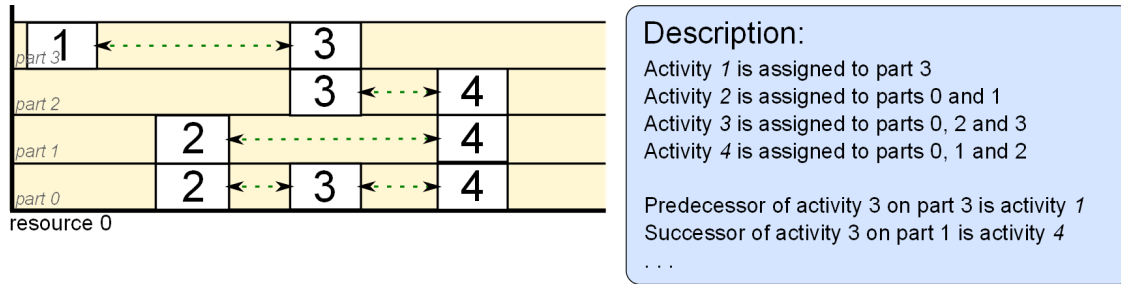 part 3 1 3
part 2 3 4
part 1 2 4
part 0 2 3 4
resource 0
Description:
Activity 1 is assigned to part 3
Activity 2 is assigned to parts 0 and 1
Activity 3 is assigned to parts 0, 2 and 3
Activity 4 is assigned to parts 0, 1 and 2
Predecessor of activity 3 on part 3 is activity 1
Successor of activity 3 on part 1 is activity 4
. . .